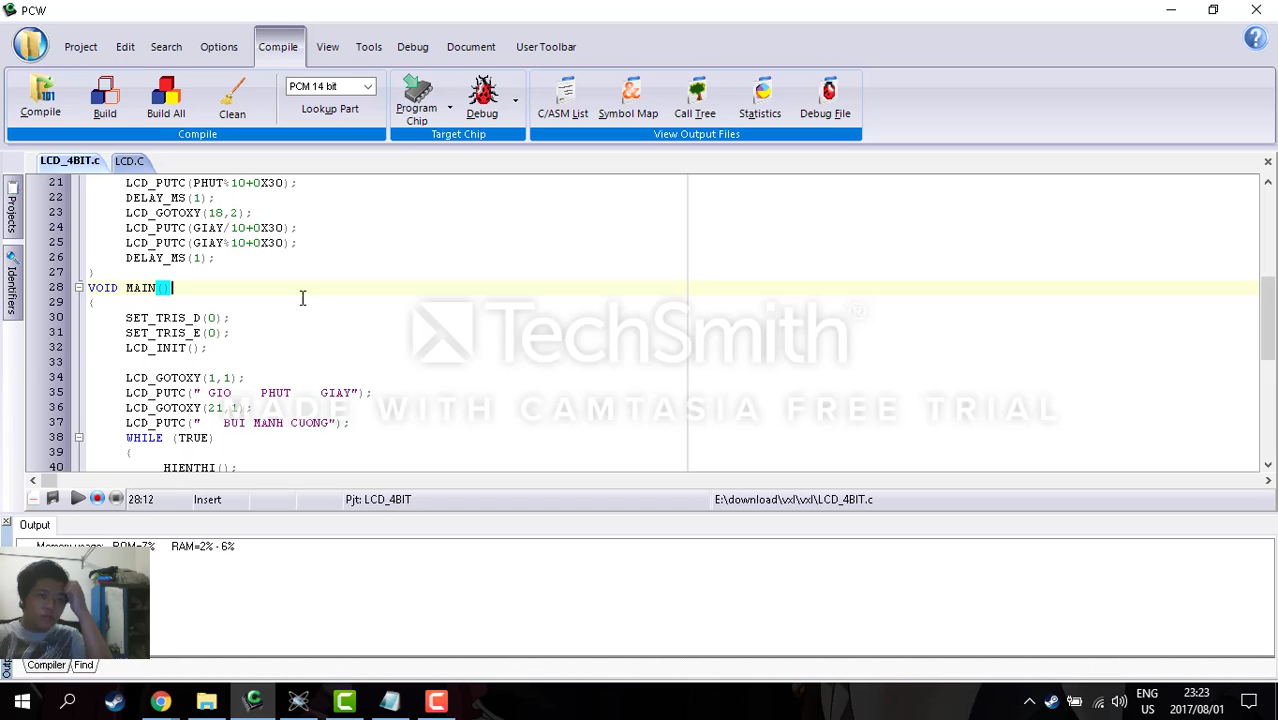 PCW
Project Edit Search Options Compile View Tools Debug Document User Toolbar
PCM 14 bit
Compile Build Build All Clean Lookup Part Program Chip Debug C/ASM List Symbol Map Call Tree Statistics Debug File
Compile Target Chip View Output Files
LCD_4BIT.c LCD.C
Projects
Identifiers
21 LCD_PUTC(PHUT%10+0X30);
22 DELAY_MS(1);
23 LCD_GOTOXY(18,2);
24 LCD_PUTC(GIAY/10+0X30);
25 LCD_PUTC(GIAY%10+0X30);
26 DELAY_MS(1);
27 }
28 VOID MAIN()
29 {
30 SET_TRIS_D(0);
31 SET_TRIS_E(0);
32 LCD_INIT();
33
34 LCD_GOTOXY(1,1);
35 LCD_PUTC(" GIO PHUT GIAY");
36 LCD_GOTOXY(21,1);
37 LCD_PUTC(" BUI MANH CUONG");
38 WHILE (TRUE)
39 {
40 HIENTHI();
TechSmith®
MADE WITH CAMTASIA FREE TRIAL
28:12 Insert Pjt: LCD_4BIT E:\download\vxl\vxl\LCD_4BIT.c
Output
Memory usage: ROM=7% RAM=2% - 6%
Compiler Find
ENG
US
23:23
2017/08/01